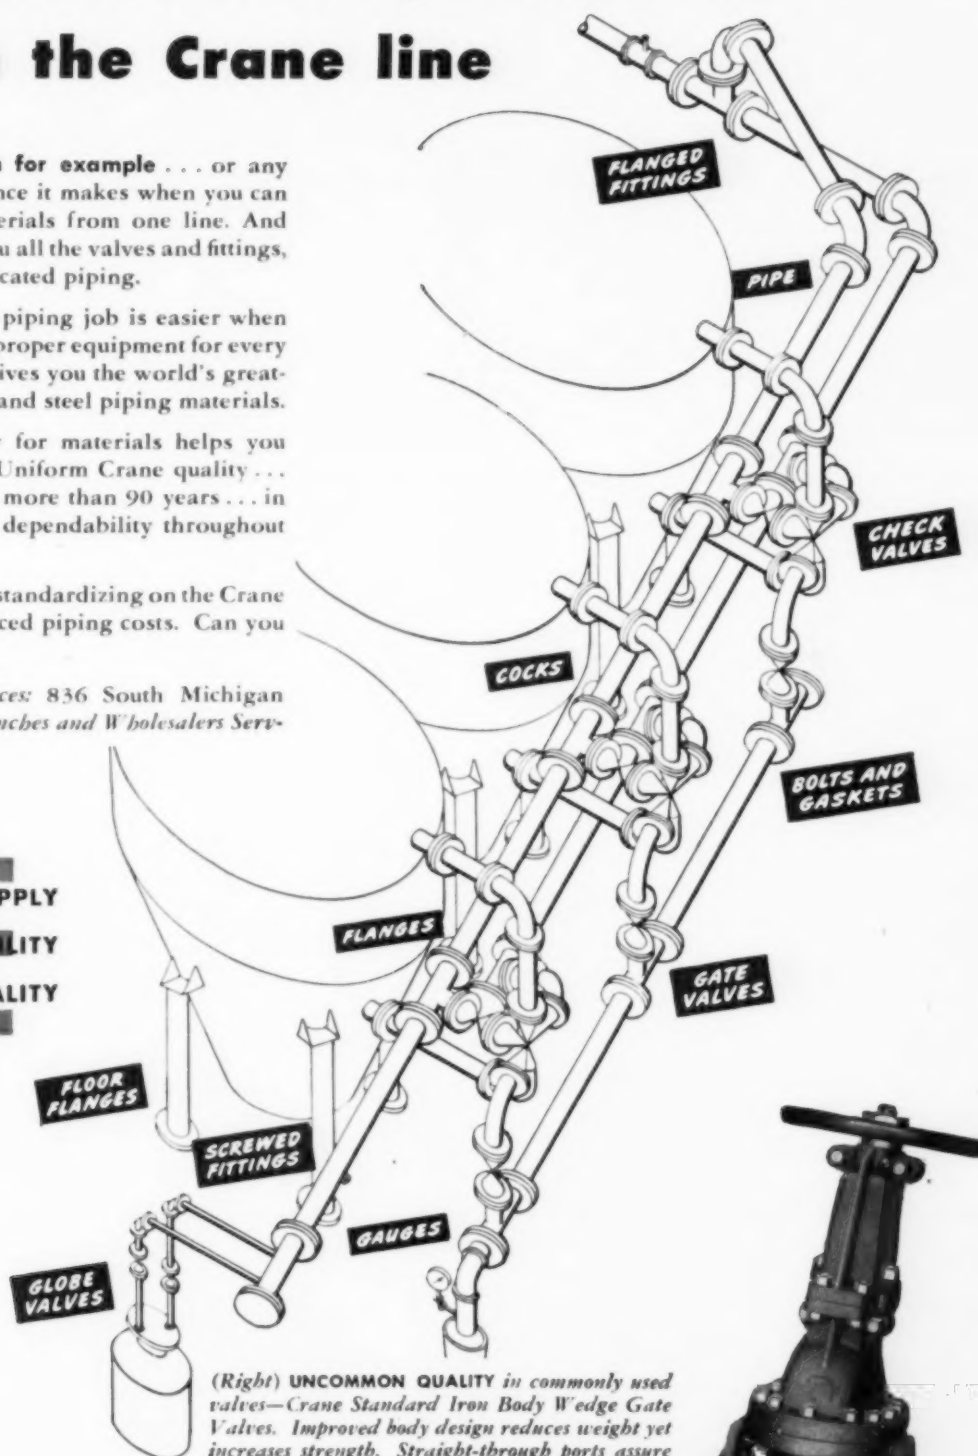 the Crane line
for example . . . or any
nce it makes when you can
erials from one line. And
u all the valves and fittings,
cated piping.
piping job is easier when
proper equipment for every
ives you the world's great-
and steel piping materials.
for materials helps you
Uniform Crane quality . . .
more than 90 years . . . in
dependability throughout
standardizing on the Crane
ced piping costs. Can you
ces: 836 South Michigan
nches and Wholesalers Serv-
PPLY
ILITY
ALITY
FLANGED
FITTINGS
PIPE
CHECK
VALVES
COCKS
BOLTS AND
GASKETS
FLANGES
GATE
VALVES
FLOOR
FLANGES
SCREWED
FITTINGS
GAUGES
GLOBE
VALVES
(Right) UNCOMMON QUALITY in commonly used
valves—Crane Standard Iron Body Wedge Gate
Valves. Improved body design reduces weight yet
increases strength. Straight-through ports assure